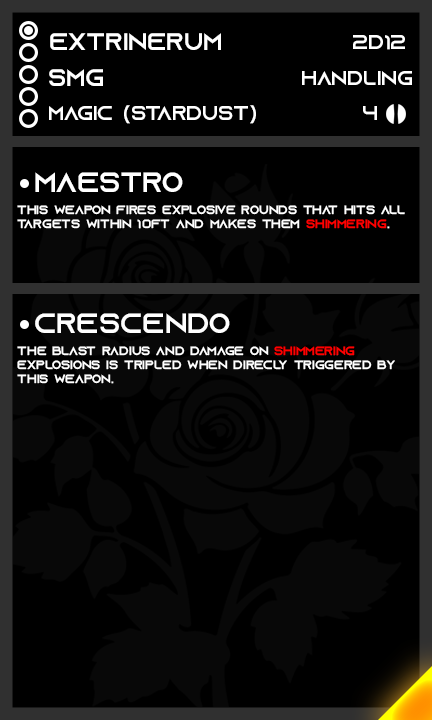 EXTRINERUM 2D12
SMG HANDLING
MAGIC (STARDUST) 4
•MAESTRO
THIS WEAPON FIRES EXPLOSIVE ROUNDS THAT HITS ALL
TARGETS WITHIN 10FT AND MAKES THEM SHIMMERING.
•CRESCENDO
THE BLAST RADIUS AND DAMAGE ON SHIMMERING
EXPLOSIONS IS TRIPLED WHEN DIRECLY TRIGGERED BY
THIS WEAPON.